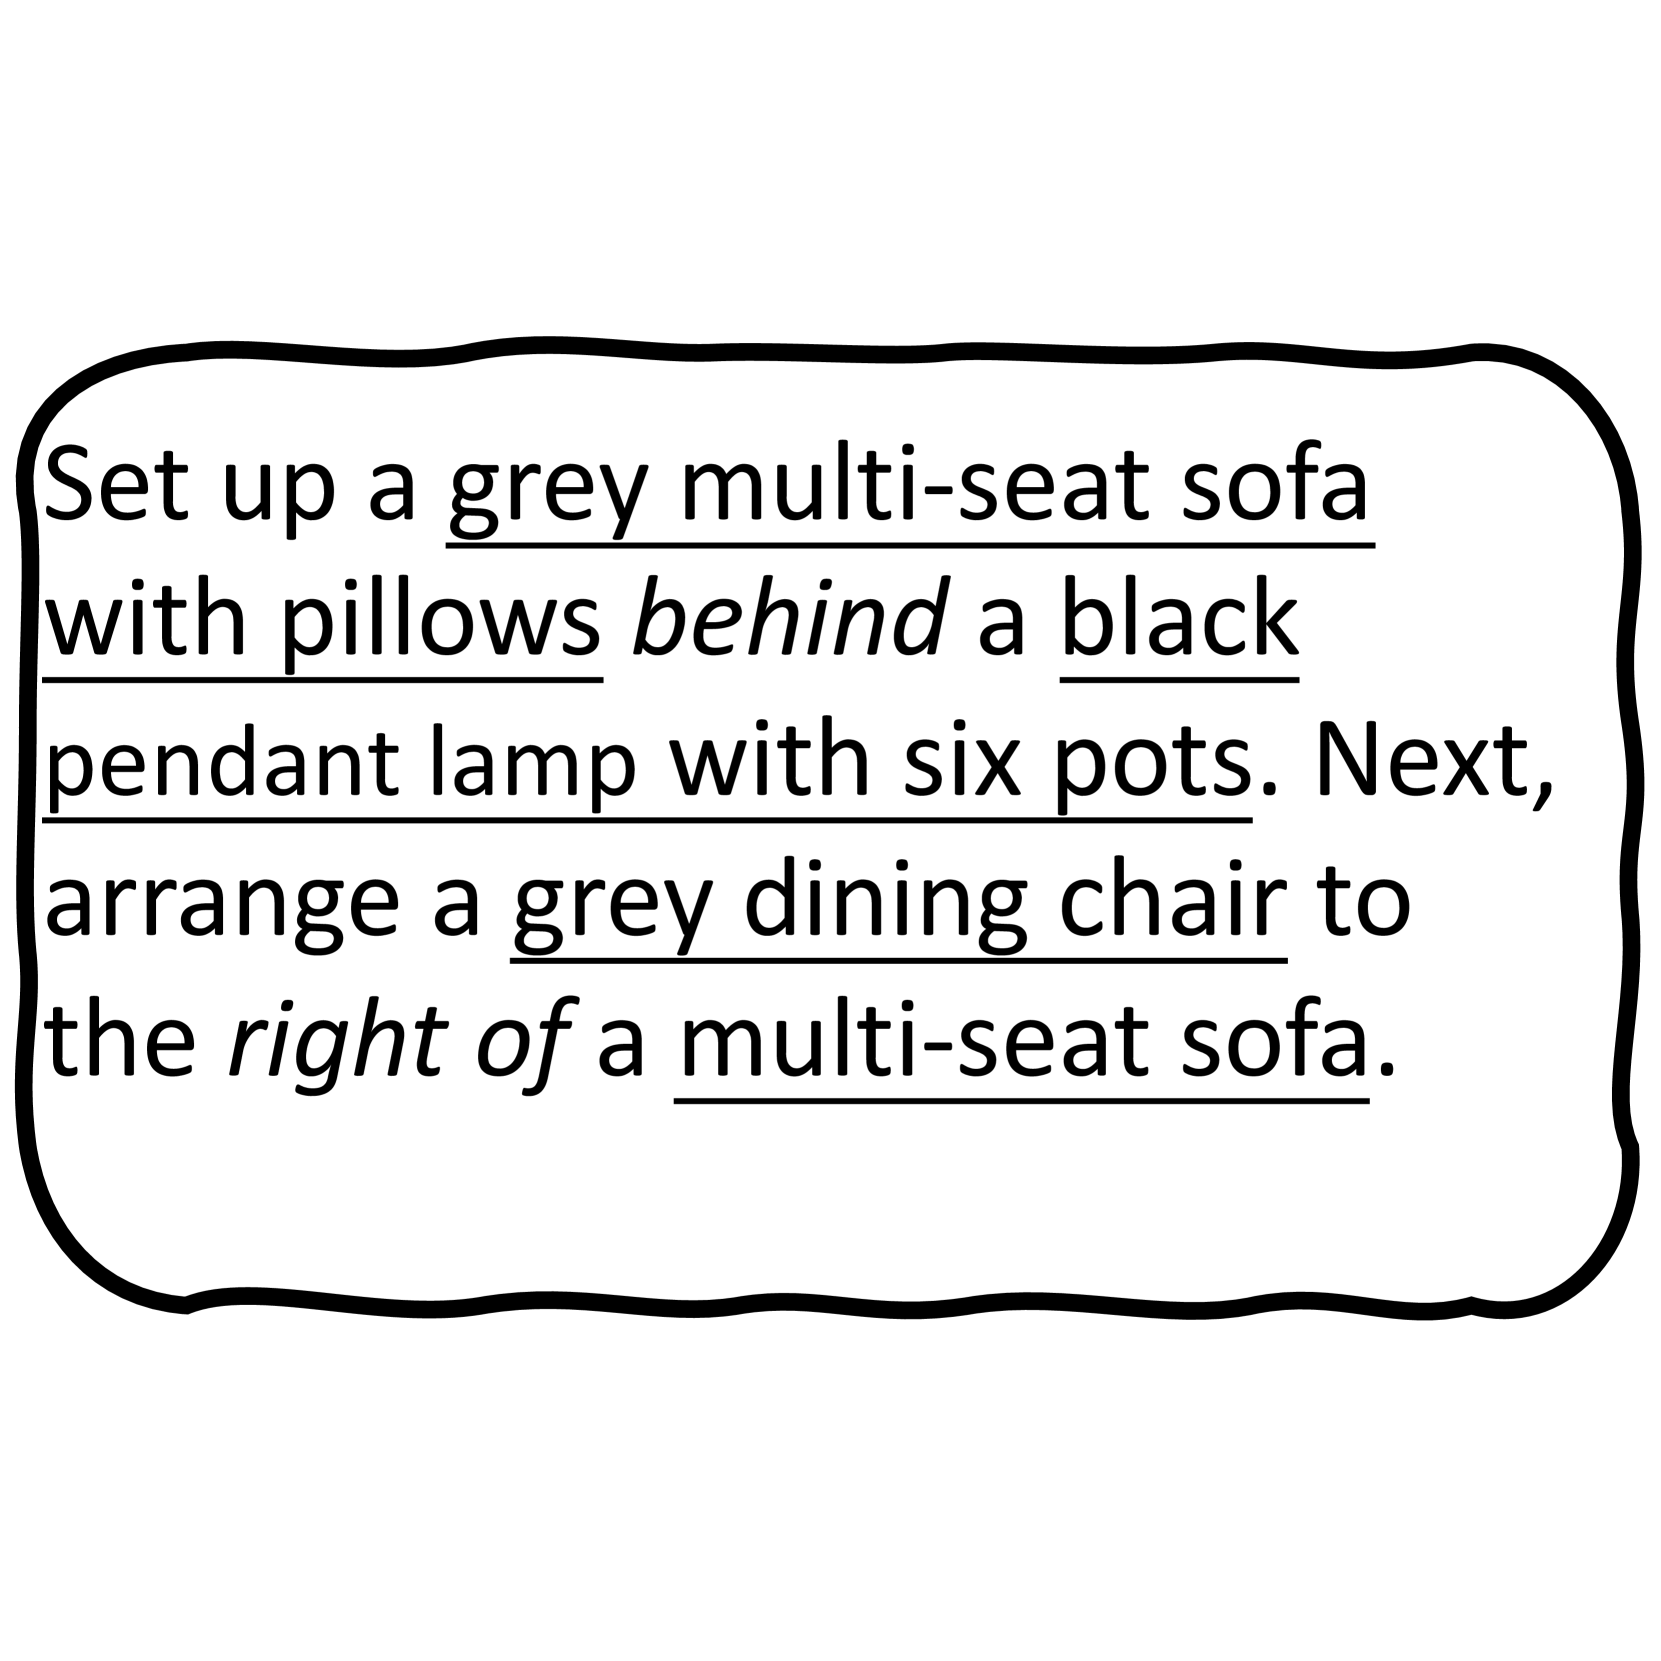 Set up a grey multi-seat sofa
with pillows behind a black
pendant lamp with six pots. Next,
arrange a grey dining chair to
the right of a multi-seat sofa.